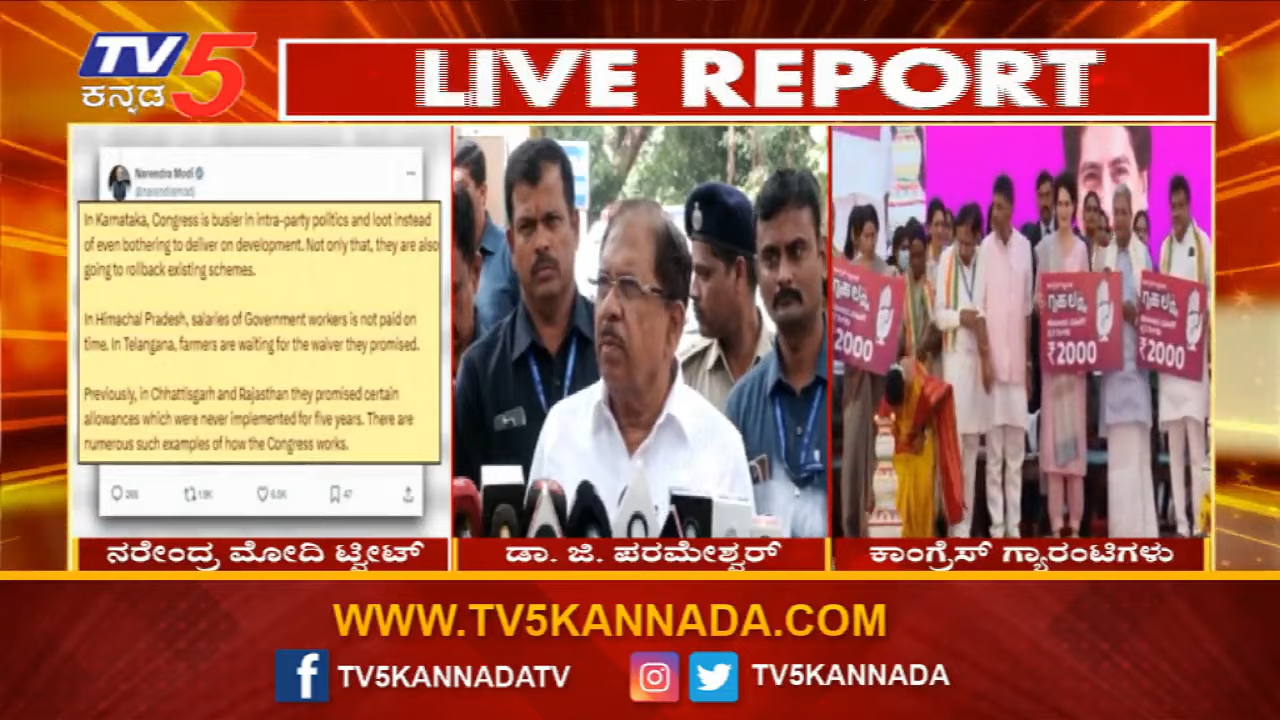 TV5
ಕನ್ನಡ
LIVE REPORT
Narendra Modi
@narendramodi
In Karnataka, Congress is busier in intra-party politics and loot instead
of even bothering to deliver on development. Not only that, they are also
going to rollback existing schemes.
In Himachal Pradesh, salaries of Government workers is not paid on
time. In Telangana, farmers are waiting for the waiver they promised.
Previously, in Chhattisgarh and Rajasthan they promised certain
allowances which were never implemented for five years. There are
numerous such examples of how the Congress works.
47
ಗೃಹಲಕ್ಷ್ಮಿ
2000
ಗೃಹಲಕ್ಷ್ಮಿ
₹2000
ಗೃಹಲಕ್ಷ್ಮಿ
₹2000
ನರೇಂದ್ರ ಮೋದಿ ಟ್ವೀಟ್
ಡಾ. ಜಿ. ಪರಮೇಶ್ವರ್
ಕಾಂಗ್ರೆಸ್ ಗ್ಯಾರಂಟಿಗಳು
WWW.TV5KANNADA.COM
TV5KANNADATV
TV5KANNADA